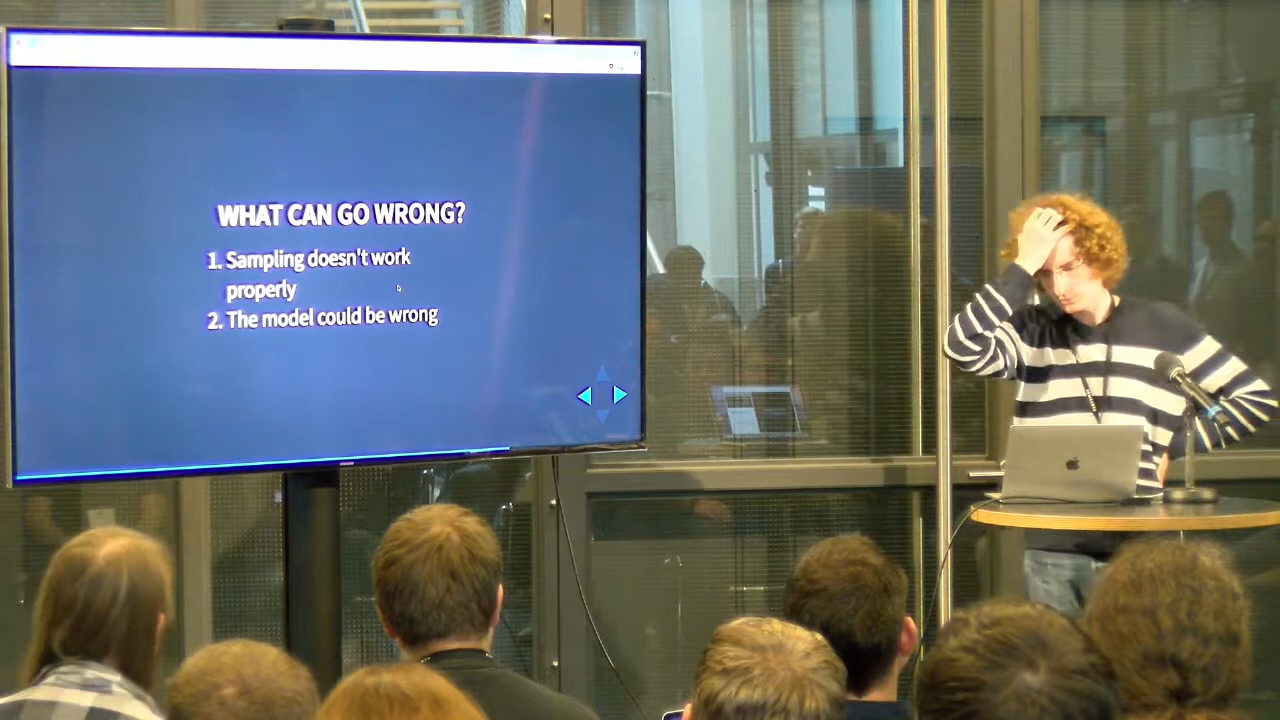 WHAT CAN GO WRONG?
1. Sampling doesn't work
properly
2. The model could be wrong